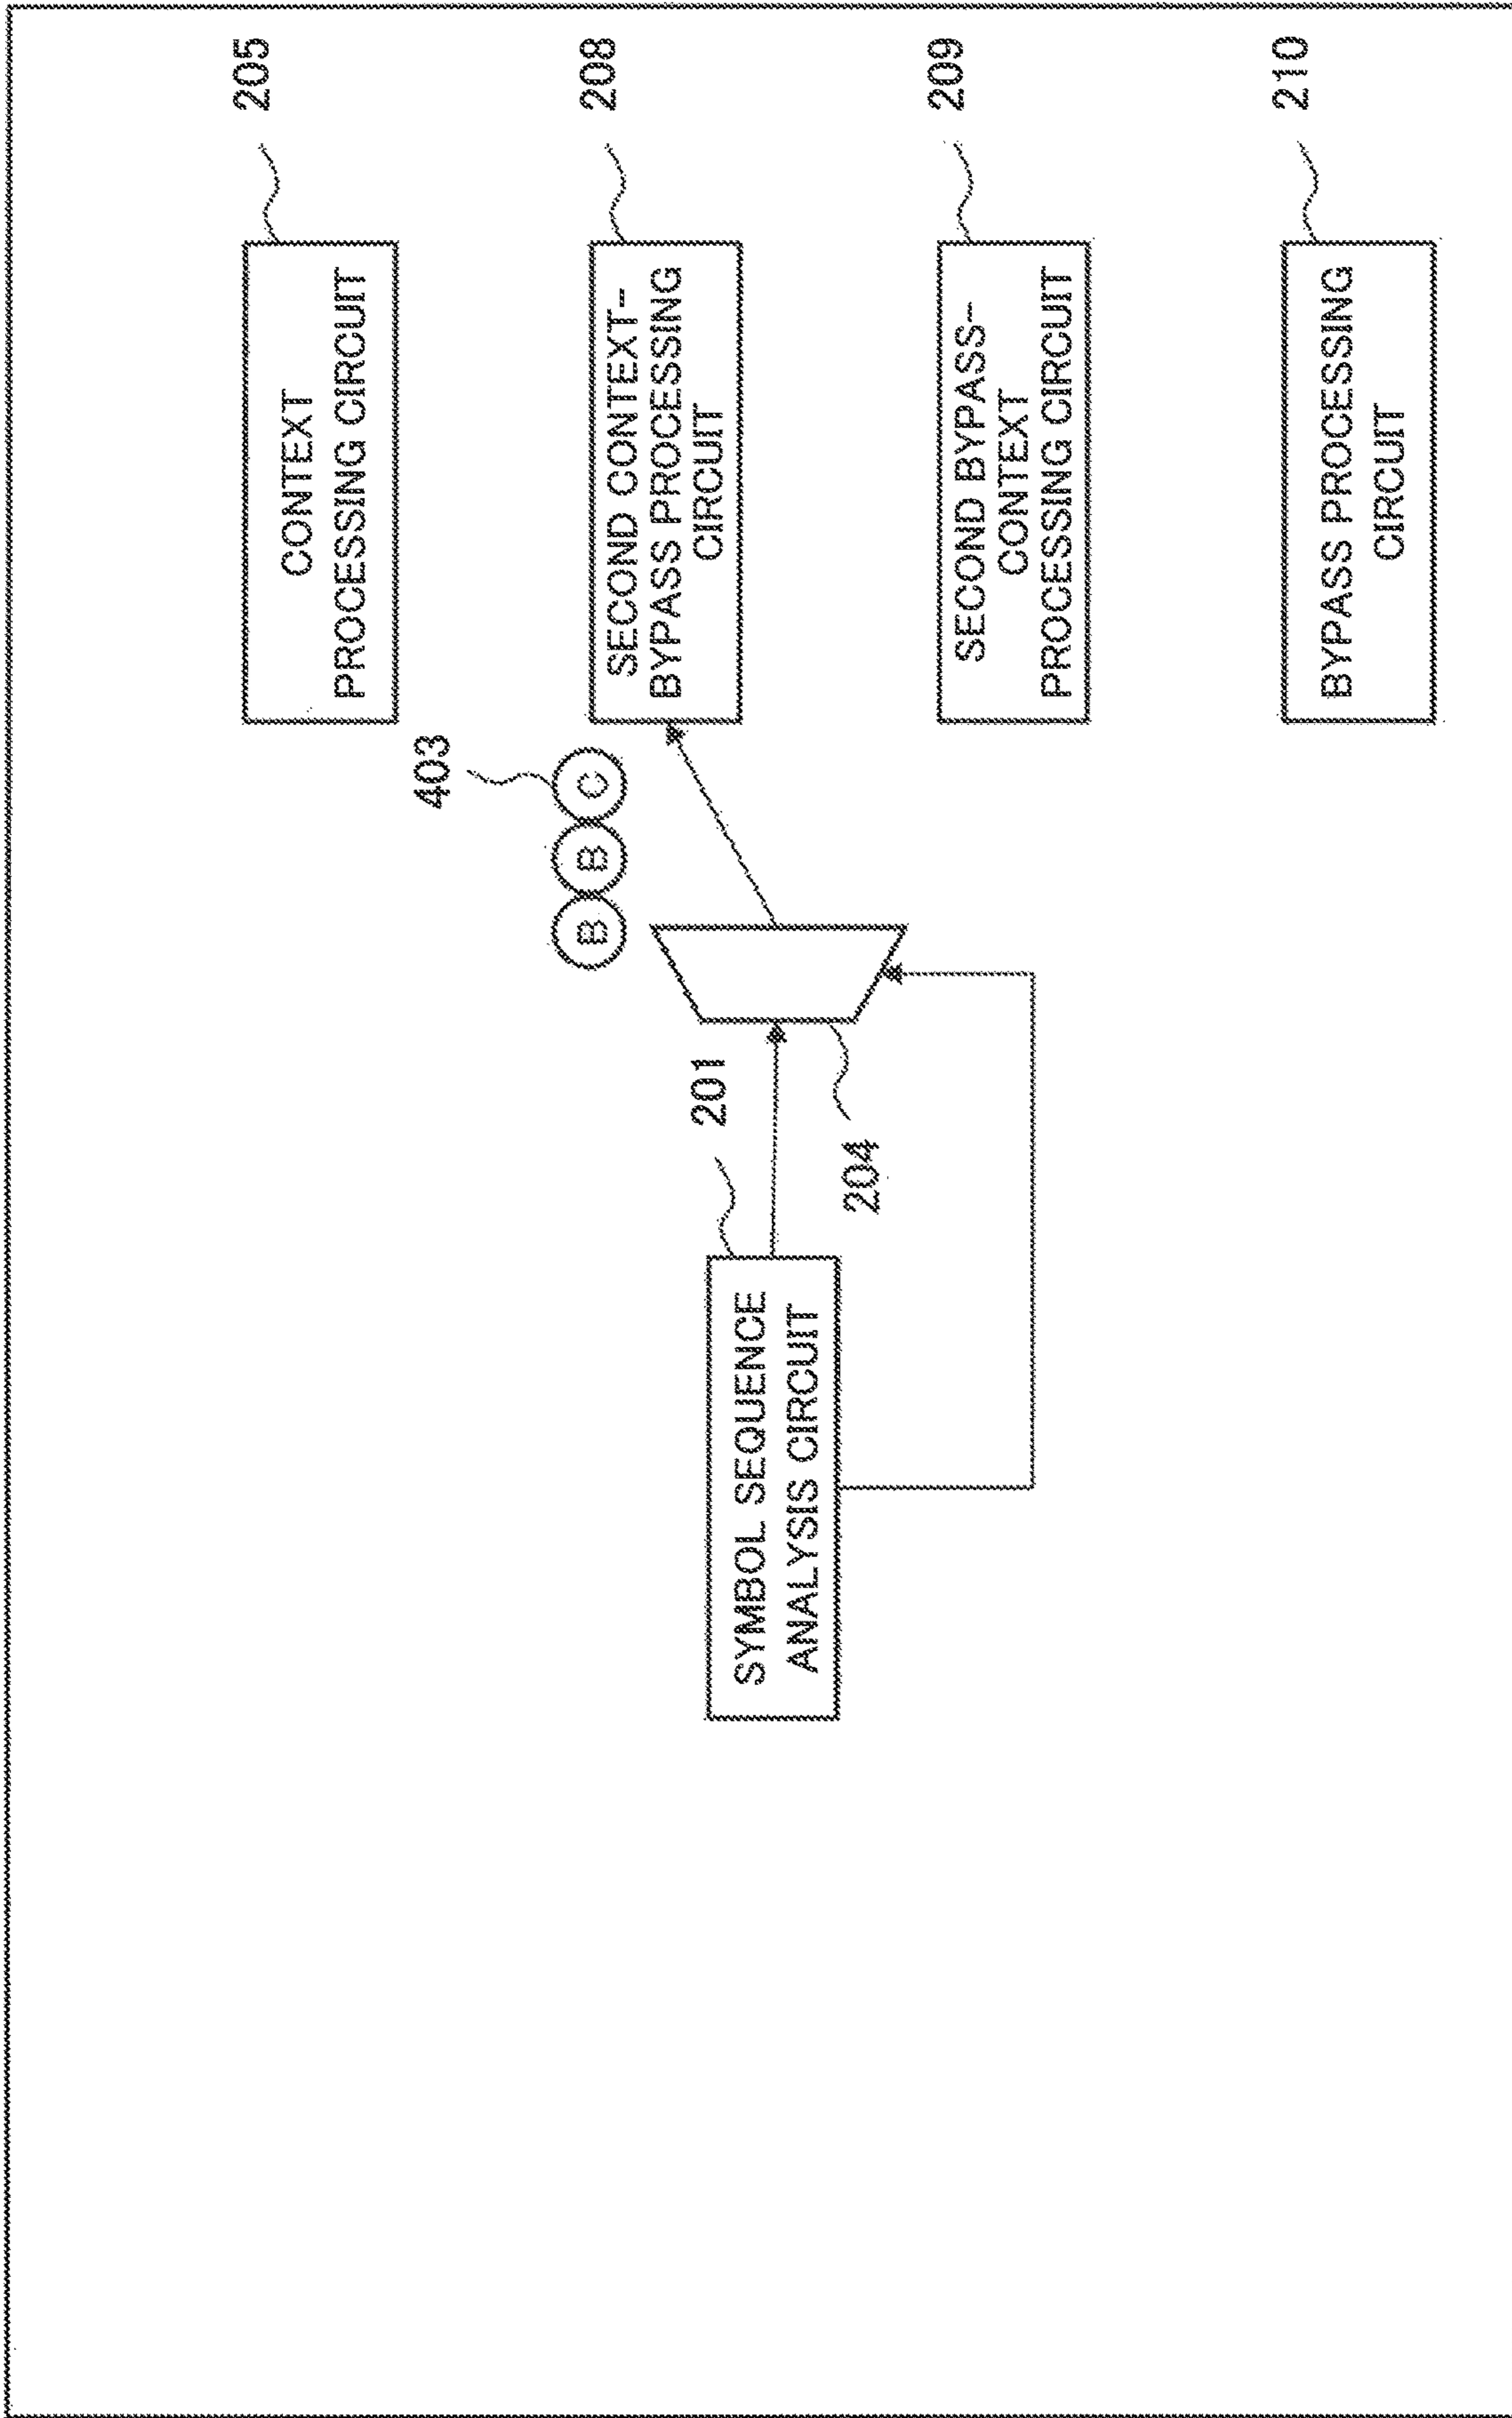 205
CONTEXT
PROCESSING CIRCUIT
403
B B C
208
SECOND CONTEXT-
BYPASS PROCESSING
CIRCUIT
201
SYMBOL SEQUENCE
ANALYSIS CIRCUIT
204
209
SECOND BYPASS-
CONTEXT
PROCESSING CIRCUIT
210
BYPASS PROCESSING
CIRCUIT